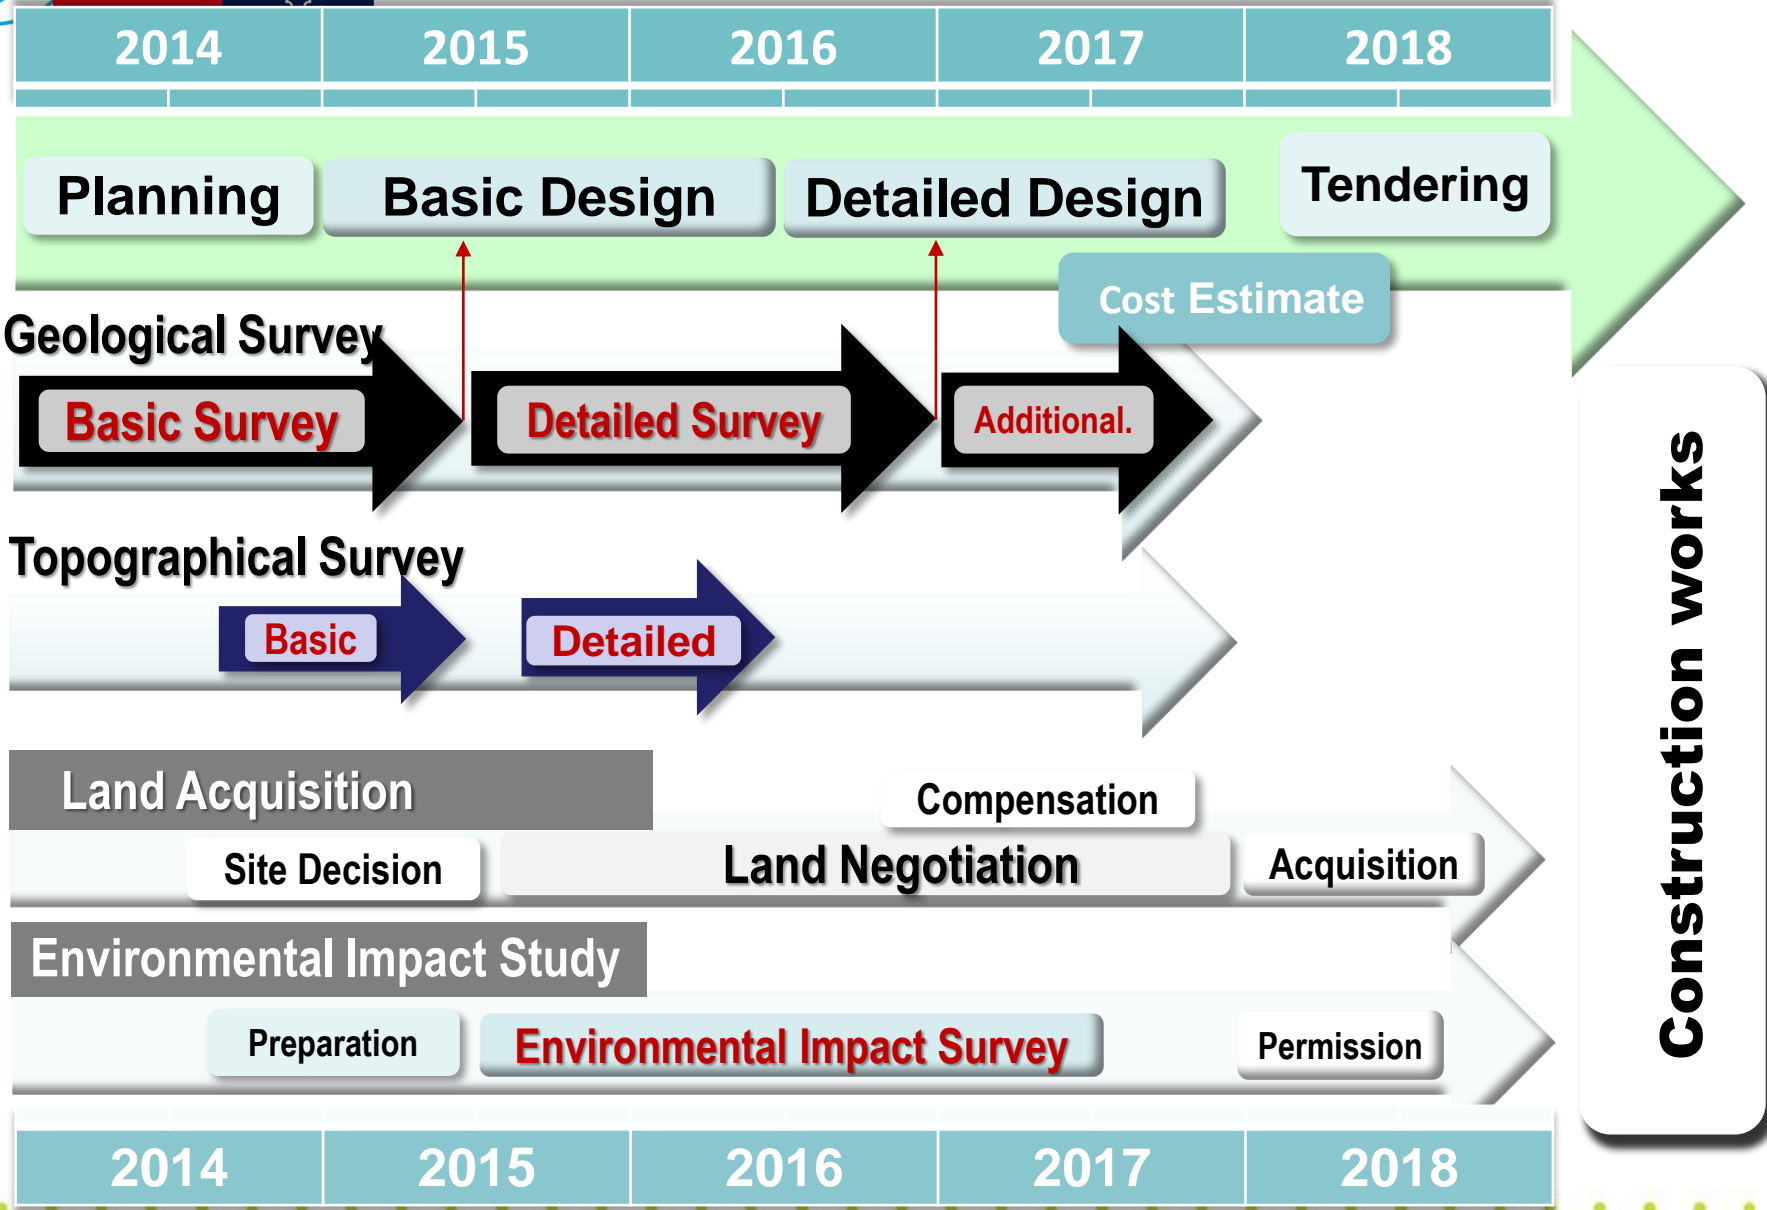 2014 2015 2016 2017 2018
Planning Basic Design Detailed Design Tendering
Cost Estimate
Geological Survey
Basic Survey Detailed Survey Additional.
Topographical Survey
Basic Detailed
Land Acquisition
Compensation
Site Decision Land Negotiation Acquisition
Environmental Impact Study
Preparation Environmental Impact Survey Permission
Construction works
2014 2015 2016 2017 2018